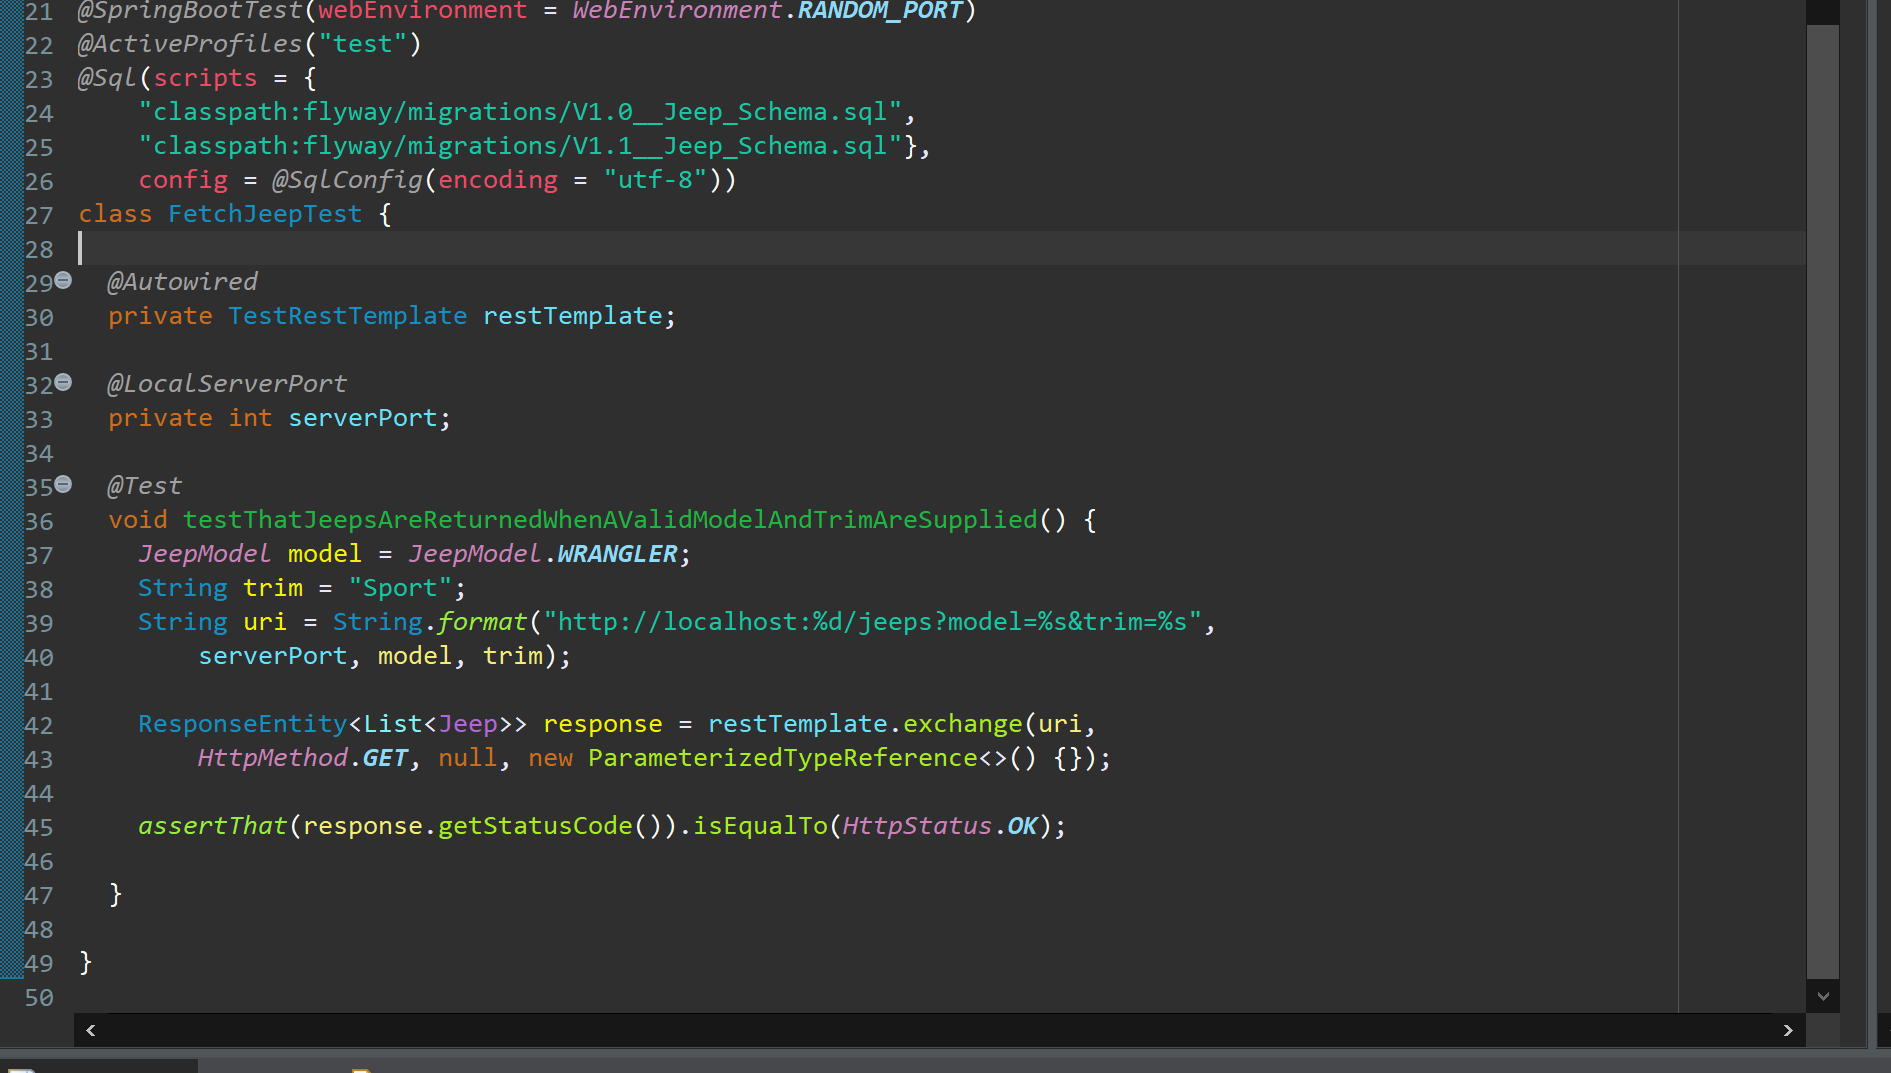 21 @SpringBootTest(webEnvironment = WebEnvironment.RANDOM_PORT)
22 @ActiveProfiles("test")
23 @Sql(scripts = {
24     "classpath:flyway/migrations/V1.0__Jeep_Schema.sql",
25     "classpath:flyway/migrations/V1.1__Jeep_Schema.sql"},
26     config = @SqlConfig(encoding = "utf-8"))
27 class FetchJeepTest {
28
29   @Autowired
30   private TestRestTemplate restTemplate;
31
32   @LocalServerPort
33   private int serverPort;
34
35   @Test
36   void testThatJeepsAreReturnedWhenAValidModelAndTrimAreSupplied() {
37     JeepModel model = JeepModel.WRANGLER;
38     String trim = "Sport";
39     String uri = String.format("http://localhost:%d/jeeps?model=%s&trim=%s",
40         serverPort, model, trim);
41
42     ResponseEntity<List<Jeep>> response = restTemplate.exchange(uri,
43         HttpMethod.GET, null, new ParameterizedTypeReference<>() {});
44
45     assertThat(response.getStatusCode()).isEqualTo(HttpStatus.OK);
46
47   }
48
49 }
50